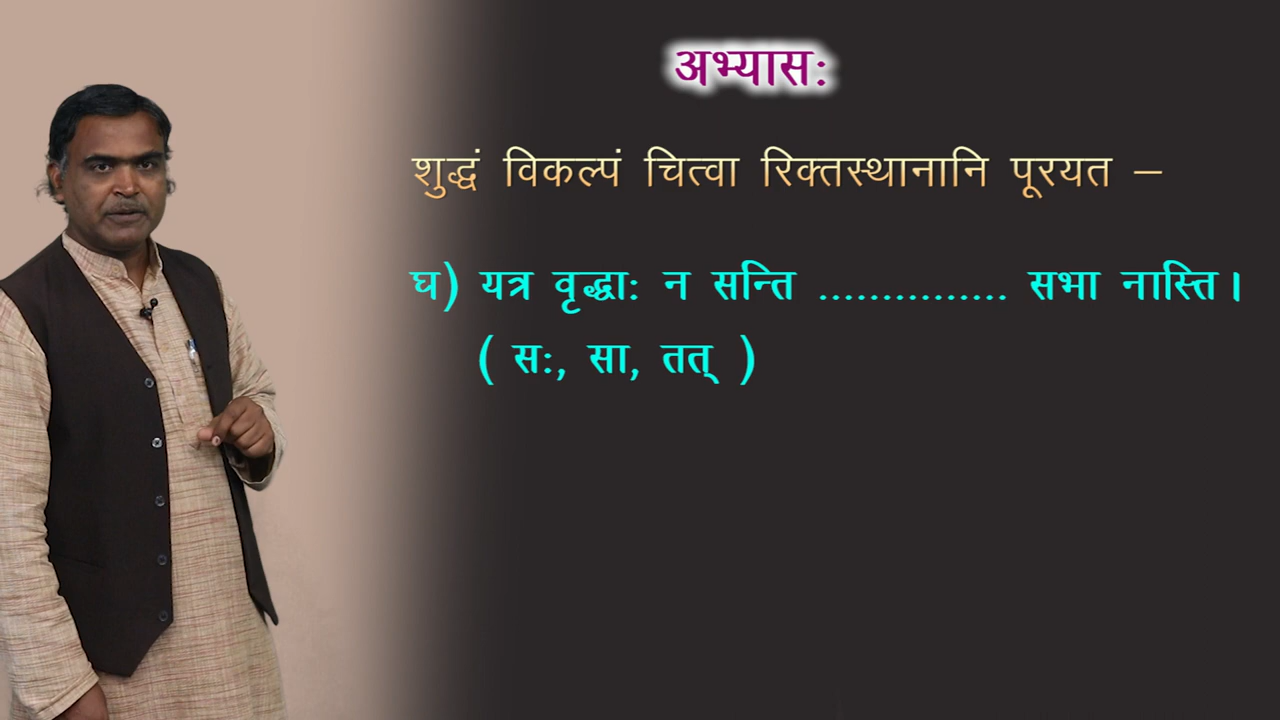 अभ्यासः
शुद्धं विकल्पं चित्वा रिक्तस्थानानि पूरयत –
घ) यत्र वृद्धाः न सन्ति ............... सभा नास्ति।
( सः, सा, तत् )